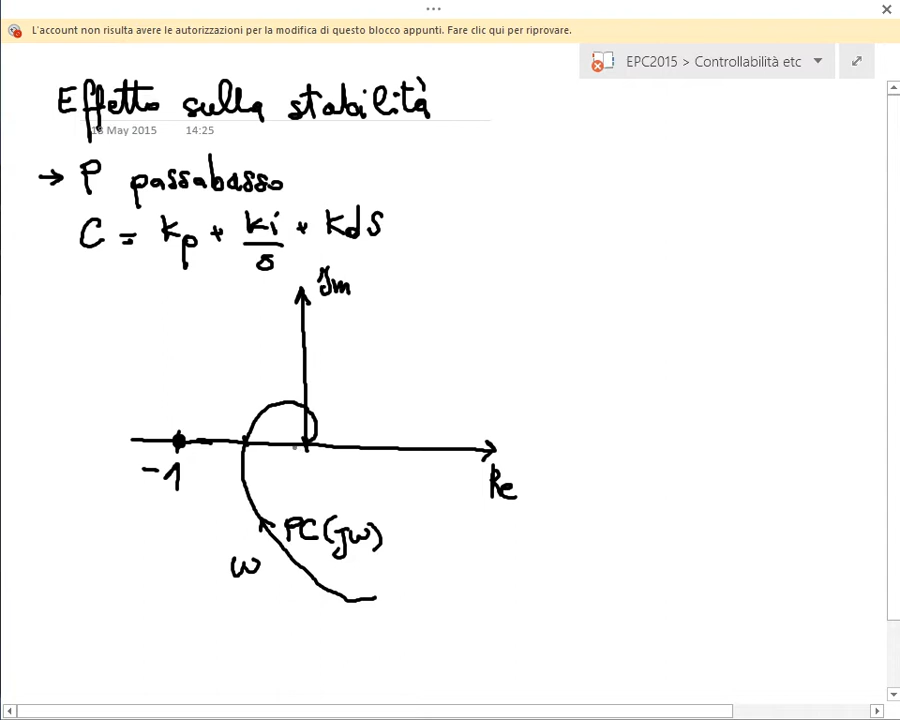 L'account non risulta avere le autorizzazioni per la modifica di questo blocco appunti. Fare clic qui per riprovare.
EPC2015 > Controllabilità etc
Effetto sulla stabilità
May 2015 14:25
→ P passabasso
C = kp + ki/s + kds
Jm
-1
Re
PC(jω)
ω